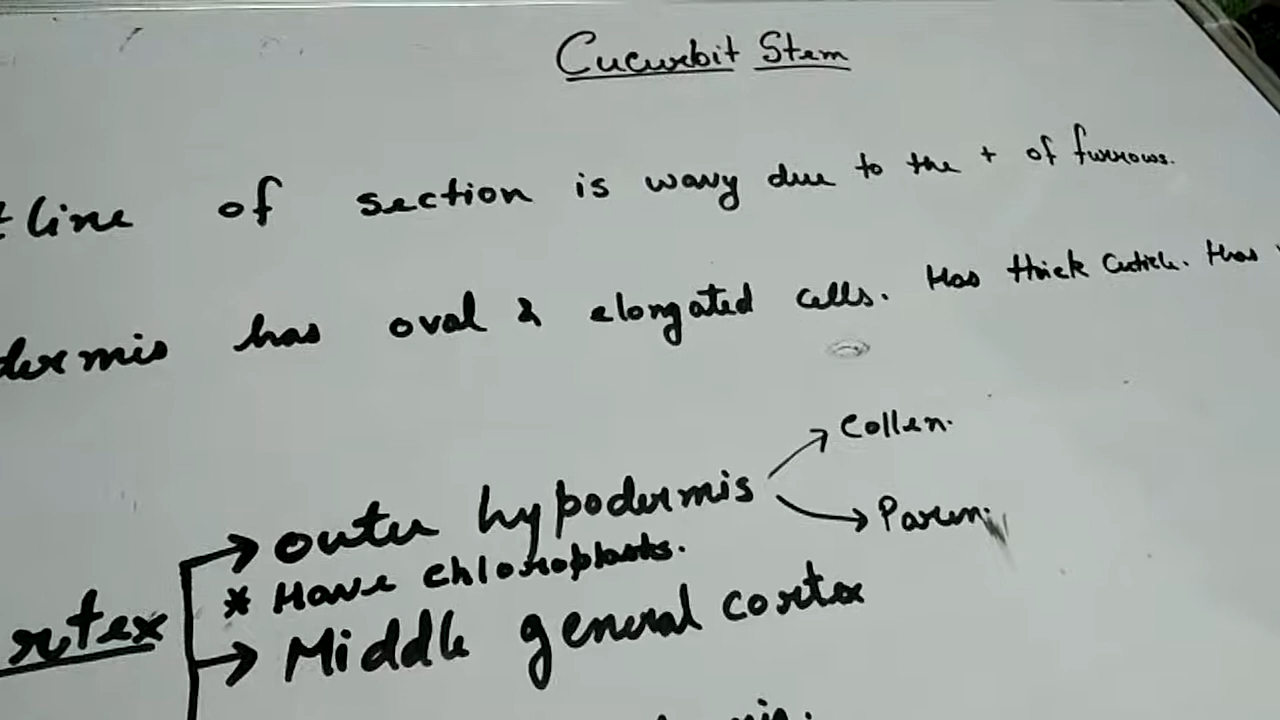 Cucurbit Stem
tline of section is wavy due to the + of furrows.
dermis has oval & elongated cells. Has thick Cuticle. Has
→ Collen.
→ outer hypodermis
→ Paren.
* Have chloroplasts.
rtex
→ Middle general cortex